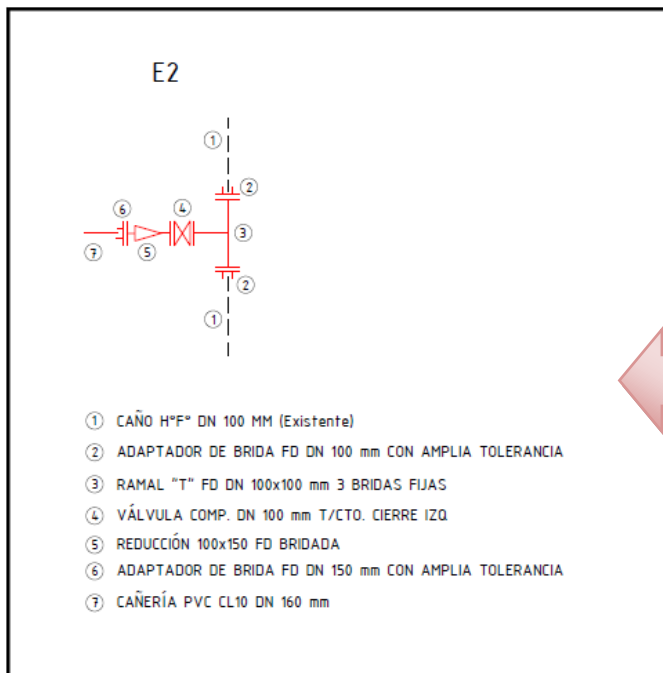 E2
1
2
6
4
3
7
5
2
1
1 CAÑO HºFº DN 100 MM (Existente)
2 ADAPTADOR DE BRIDA FD DN 100 mm CON AMPLIA TOLERANCIA
3 RAMAL "T" FD DN 100x100 mm 3 BRIDAS FIJAS
4 VÁLVULA COMP. DN 100 mm T/CTO. CIERRE IZQ.
5 REDUCCIÓN 100x150 FD BRIDADA
6 ADAPTADOR DE BRIDA FD DN 150 mm CON AMPLIA TOLERANCIA
7 CAÑERÍA PVC CL10 DN 160 mm